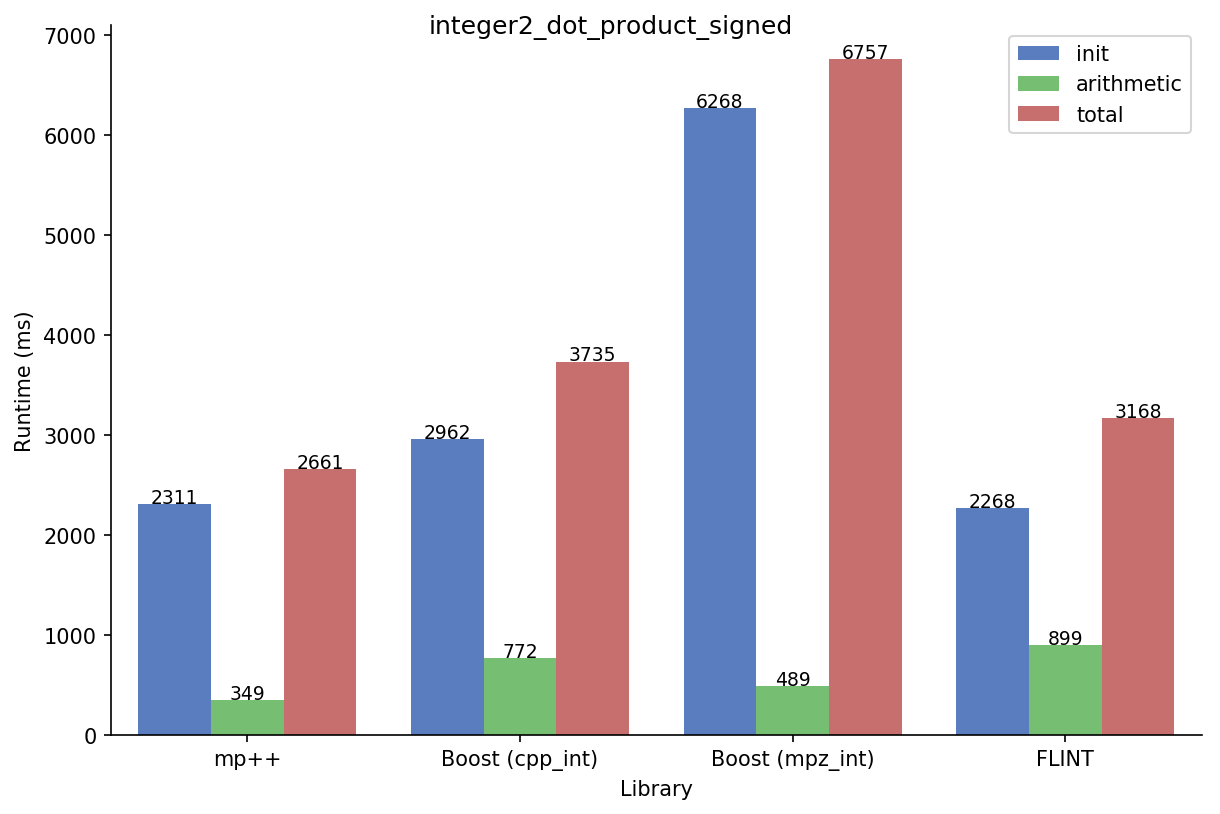 integer2_dot_product_signed
init
arithmetic
total
Runtime (ms)
7000
6000
5000
4000
3000
2000
1000
0
2311
349
2661
2962
772
3735
6268
489
6757
2268
899
3168
mp++
Boost (cpp_int)
Boost (mpz_int)
FLINT
Library